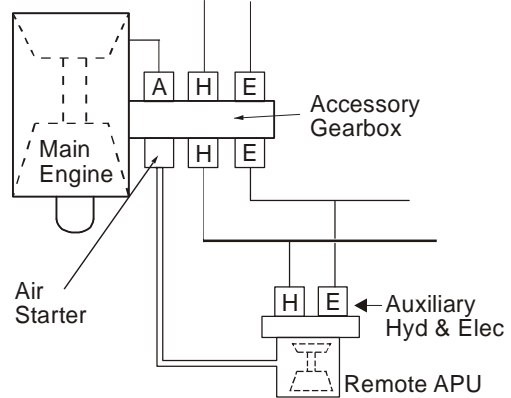 A H E
Accessory
Gearbox
Main
Engine
H E
Air
Starter
H E
Auxiliary
Hyd & Elec
Remote APU